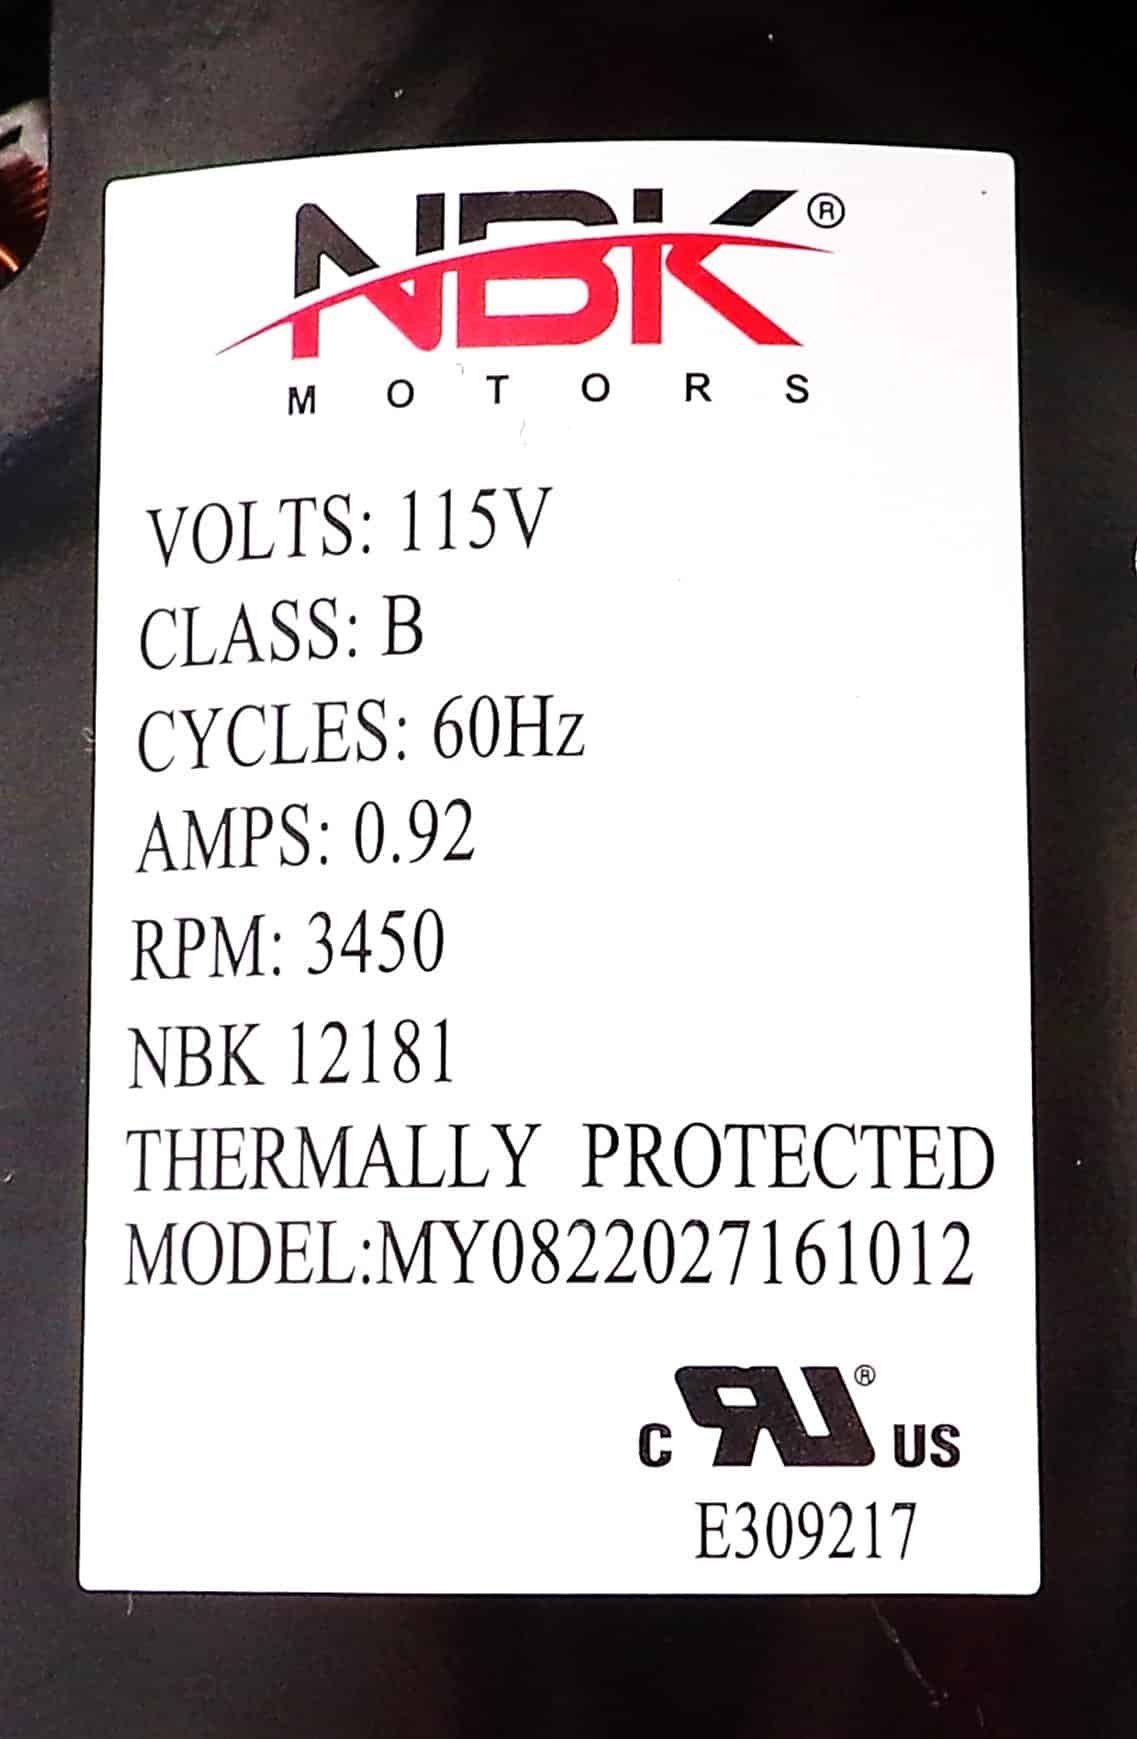 NBK®
MOTORS
VOLTS: 115V
CLASS: B
CYCLES: 60Hz
AMPS: 0.92
RPM: 3450
NBK 12181
THERMALLY PROTECTED
MODEL:MY0822027161012
C RU® US
E309217